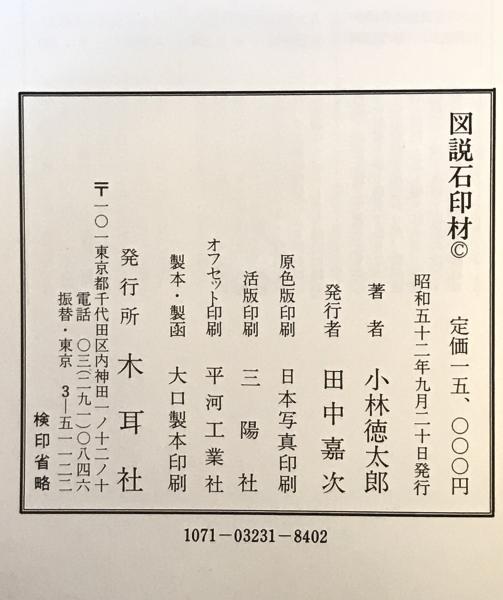 図説石印材© 定価一五、〇〇〇円
昭和五十二年九月二十日発行
著者 小林徳太郎
発行者 田中嘉次
原色版印刷 日本写真印刷
活版印刷 三陽社
オフセット印刷 平河工業社
製本・製函 大口製本印刷
発行所 木耳社
〒一〇一東京都千代田区内神田一ノ十二ノ十
電話 〇三(二九一)〇八四六
振替・東京 3—五一一二二
検印省略
1071-03231-8402